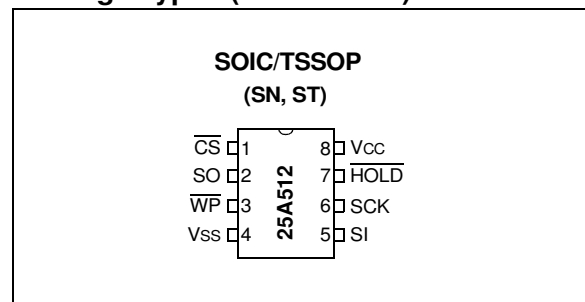 SOIC/TSSOP
(SN, ST)
CS 1 8 VCC
SO 2 7 HOLD
WP 3 6 SCK
VSS 4 5 SI
25A512